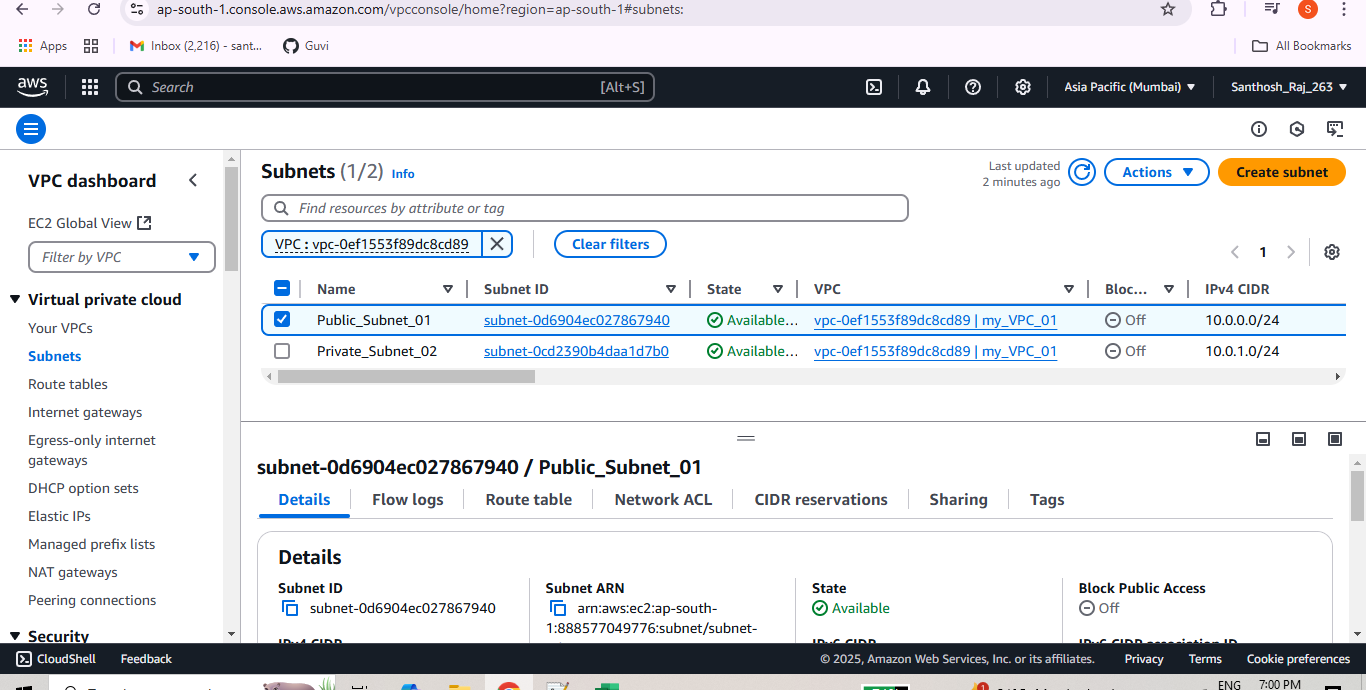 ap-south-1.console.aws.amazon.com/vpcconsole/home?region=ap-south-1#subnets:
S
Apps
Inbox (2,216) - sant...
Guvi
All Bookmarks
aws
Search
[Alt+S]
Asia Pacific (Mumbai)
Santhosh_Raj_263
VPC dashboard
EC2 Global View
Filter by VPC
Virtual private cloud
Your VPCs
Subnets
Route tables
Internet gateways
Egress-only internet
gateways
DHCP option sets
Elastic IPs
Managed prefix lists
NAT gateways
Peering connections
Security
Subnets (1/2) Info
Last updated
2 minutes ago
Actions
Create subnet
Find resources by attribute or tag
VPC : vpc-0ef1553f89dc8cd89
Clear filters
1
Name Subnet ID State VPC Bloc... IPv4 CIDR
Public_Subnet_01 subnet-0d6904ec027867940 Available... vpc-0ef1553f89dc8cd89 | my_VPC_01 Off 10.0.0.0/24
Private_Subnet_02 subnet-0cd2390b4daa1d7b0 Available... vpc-0ef1553f89dc8cd89 | my_VPC_01 Off 10.0.1.0/24
subnet-0d6904ec027867940 / Public_Subnet_01
Details Flow logs Route table Network ACL CIDR reservations Sharing Tags
Details
Subnet ID
subnet-0d6904ec027867940
Subnet ARN
arn:aws:ec2:ap-south-
1:888577049776:subnet/subnet-
State
Available
Block Public Access
Off
IPv4 CIDR
IPv6 CIDR
IPv6 CIDR association ID
CloudShell
Feedback
© 2025, Amazon Web Services, Inc. or its affiliates.
Privacy
Terms
Cookie preferences
ENG
7:00 PM